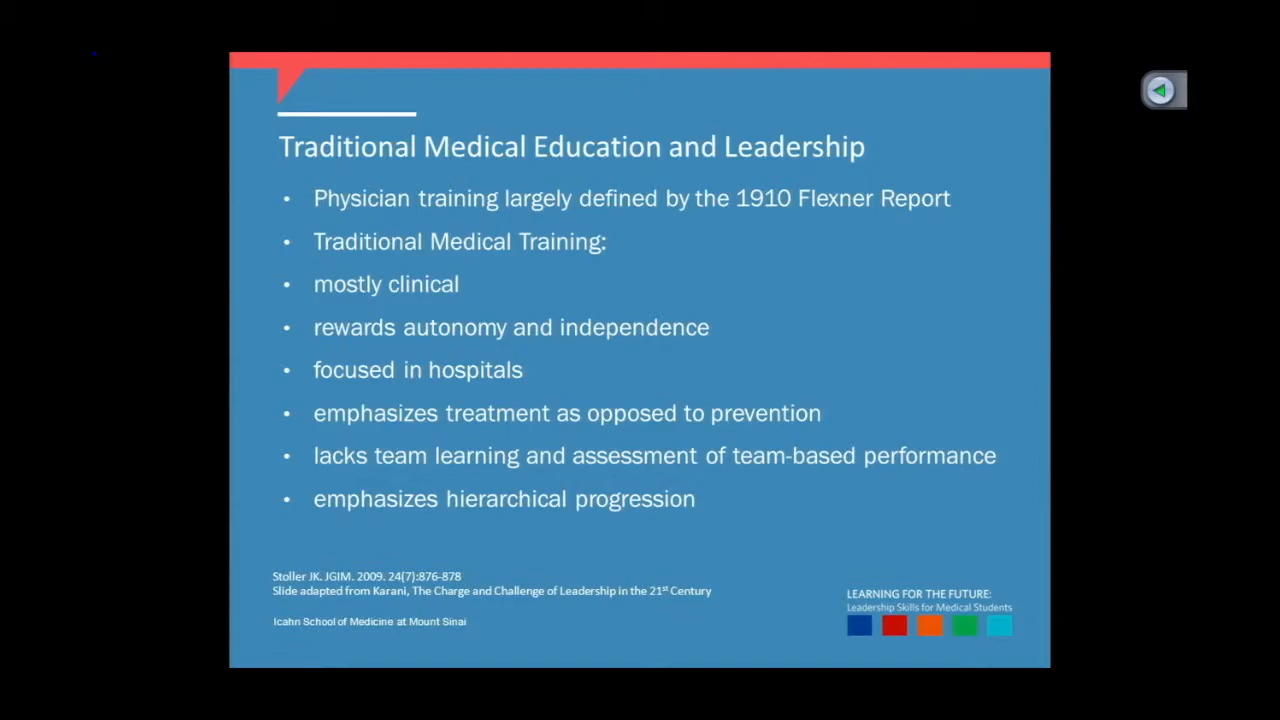 Traditional Medical Education and Leadership
• Physician training largely defined by the 1910 Flexner Report
• Traditional Medical Training:
• mostly clinical
• rewards autonomy and independence
• focused in hospitals
• emphasizes treatment as opposed to prevention
• lacks team learning and assessment of team-based performance
• emphasizes hierarchical progression
Stoller JK. JGIM. 2009. 24(7):876-878
Slide adapted from Karani, The Charge and Challenge of Leadership in the 21st Century
Icahn School of Medicine at Mount Sinai
LEARNING FOR THE FUTURE:
Leadership Skills for Medical Students